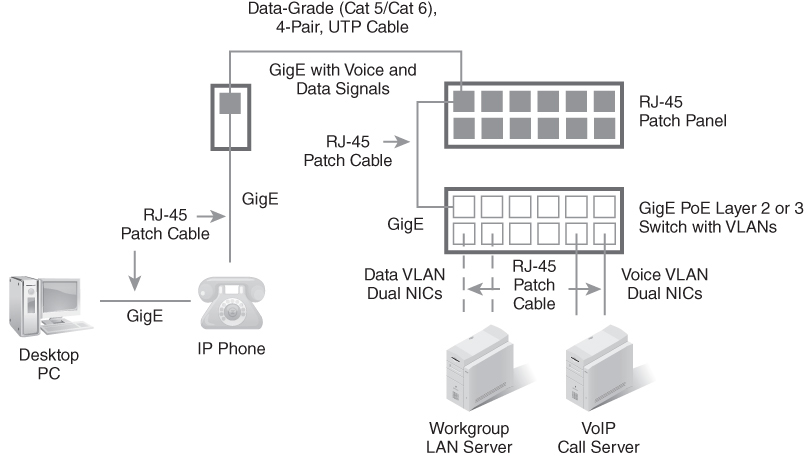 Data-Grade (Cat 5/Cat 6),
4-Pair, UTP Cable
GigE with Voice and
Data Signals
RJ-45
Patch Panel
RJ-45
Patch Cable
GigE
RJ-45
Patch Cable
GigE
GigE PoE Layer 2 or 3
Switch with VLANs
Data VLAN
Dual NICs
RJ-45
Patch
Cable
Voice VLAN
Dual NICs
GigE
Desktop
PC
IP Phone
Workgroup
LAN Server
VoIP
Call Server